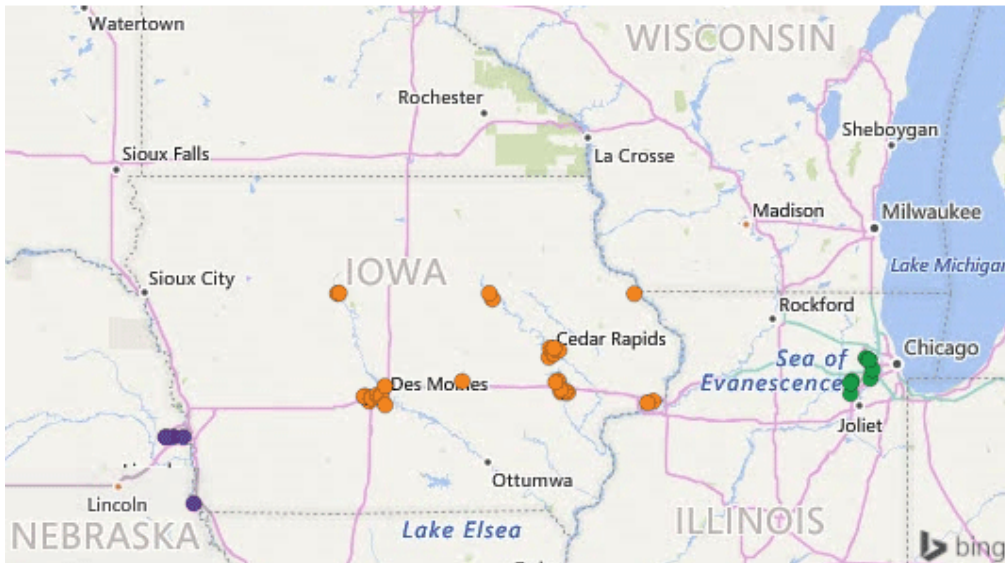 Watertown
WISCONSIN
Rochester
Sheboygan
Sioux Falls
La Crosse
Madison
Milwaukee
Lake Michigan
IOWA
Sioux City
Rockford
Cedar Rapids
Chicago
Sea of
Evanescence
Des Moines
Joliet
Ottumwa
Lincoln
ILLINOIS
NEBRASKA
Lake Elsea
bing